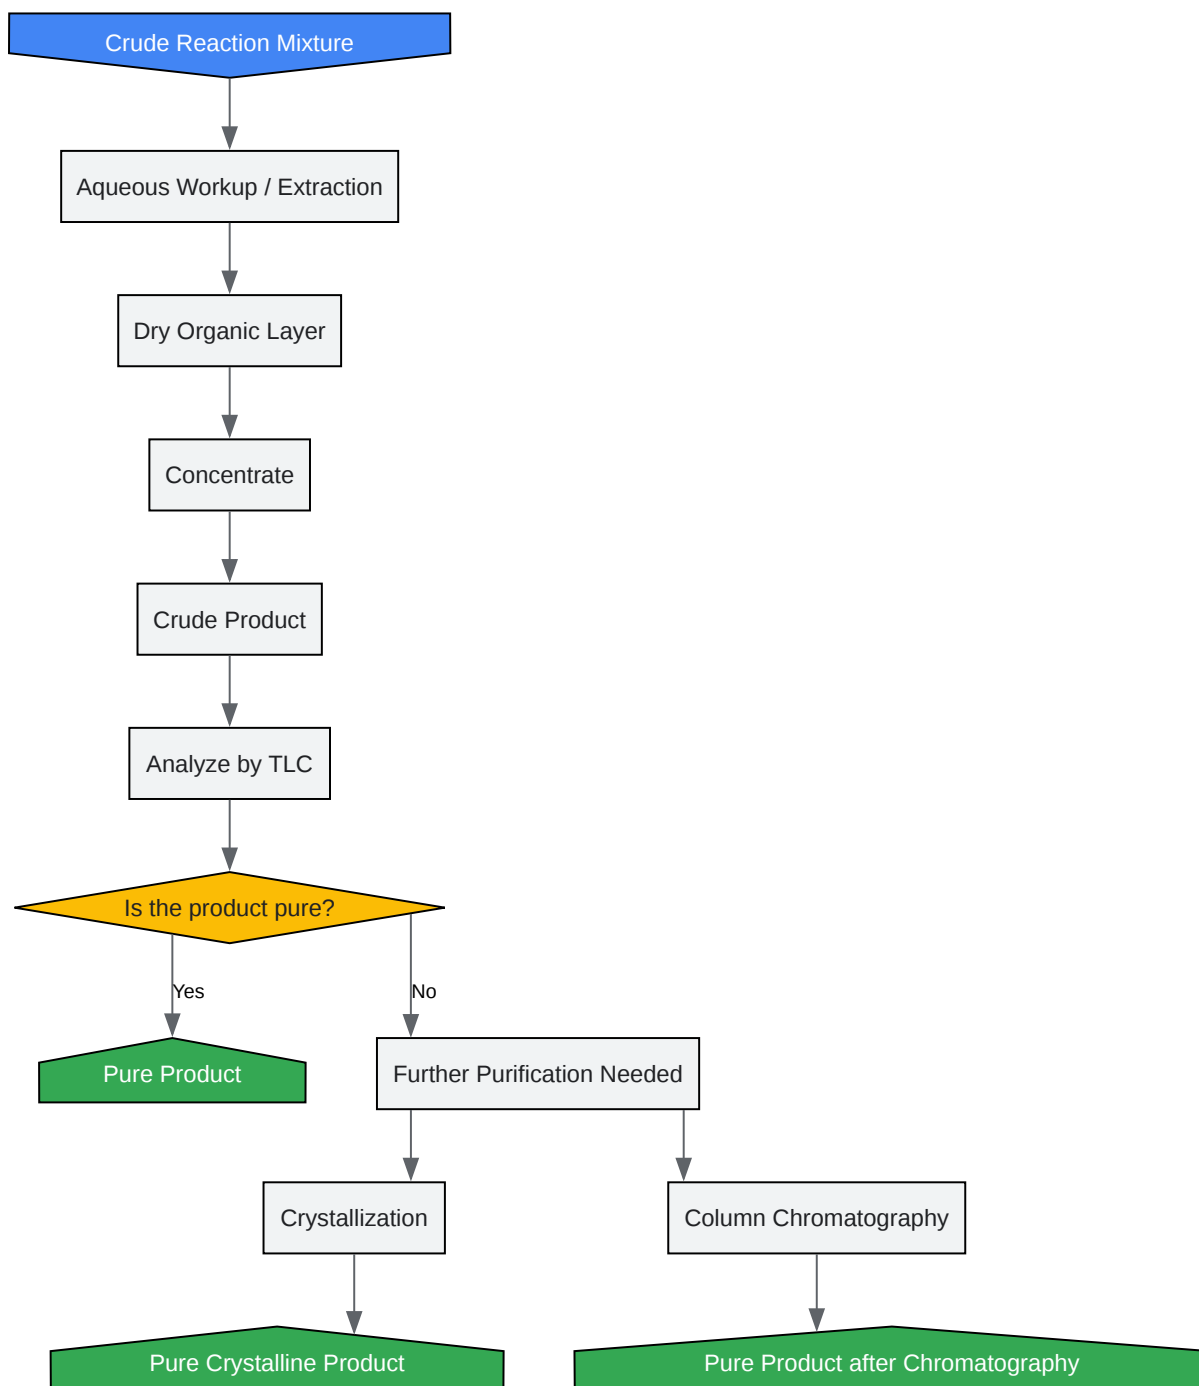 Crude Reaction Mixture
Aqueous Workup / Extraction
Dry Organic Layer
Concentrate
Crude Product
Analyze by TLC
Is the product pure?
Yes
No
Pure Product
Further Purification Needed
Crystallization
Column Chromatography
Pure Crystalline Product
Pure Product after Chromatography